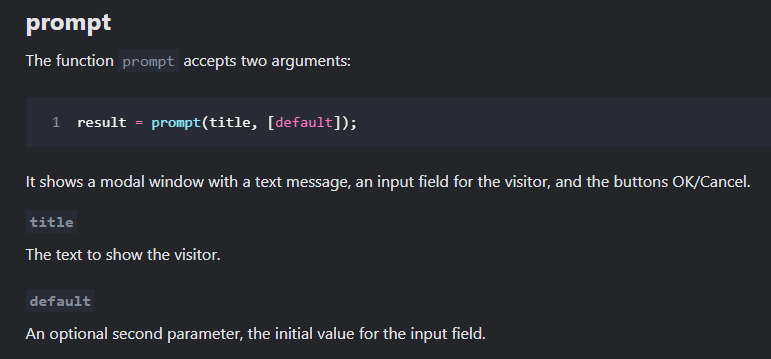 prompt
The function prompt accepts two arguments:
1 result = prompt(title, [default]);
It shows a modal window with a text message, an input field for the visitor, and the buttons OK/Cancel.
title
The text to show the visitor.
default
An optional second parameter, the initial value for the input field.